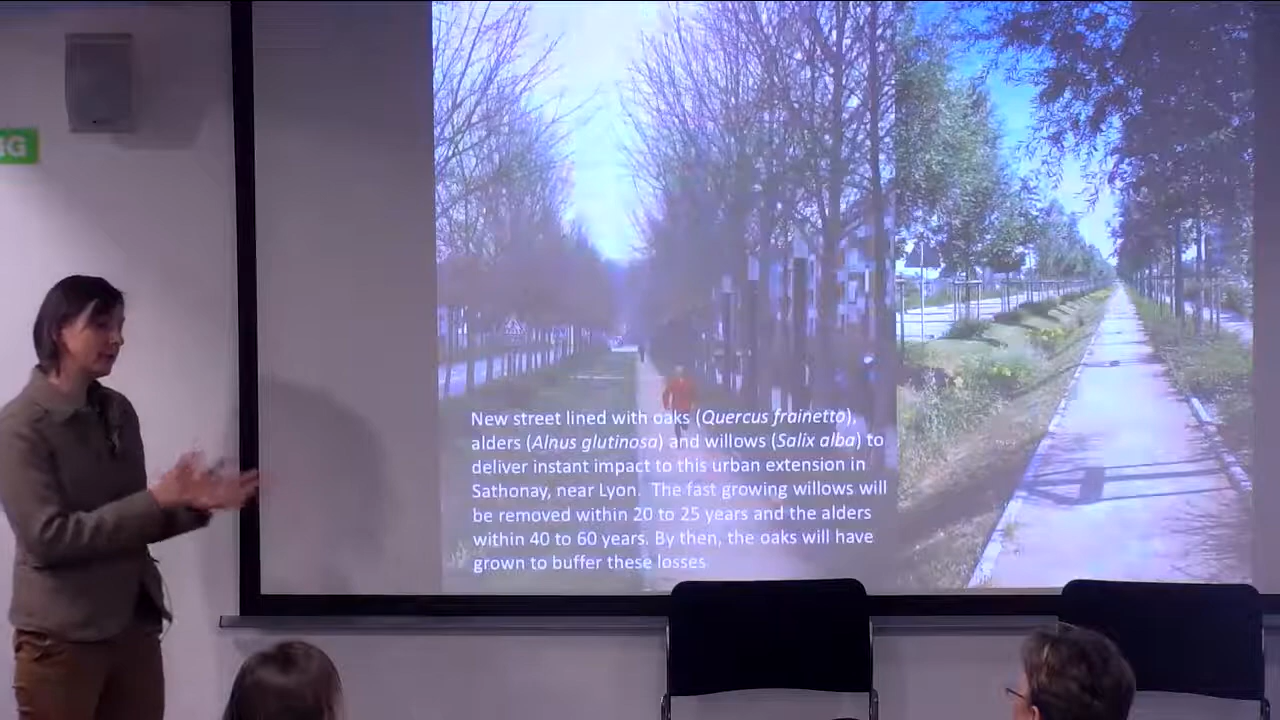 NG
New street lined with oaks (Quercus frainetto),
alders (Alnus glutinosa) and willows (Salix alba) to
deliver instant impact to this urban extension in
Sathonay, near Lyon.  The fast growing willows will
be removed within 20 to 25 years and the alders
within 40 to 60 years. By then, the oaks will have
grown to buffer these losses